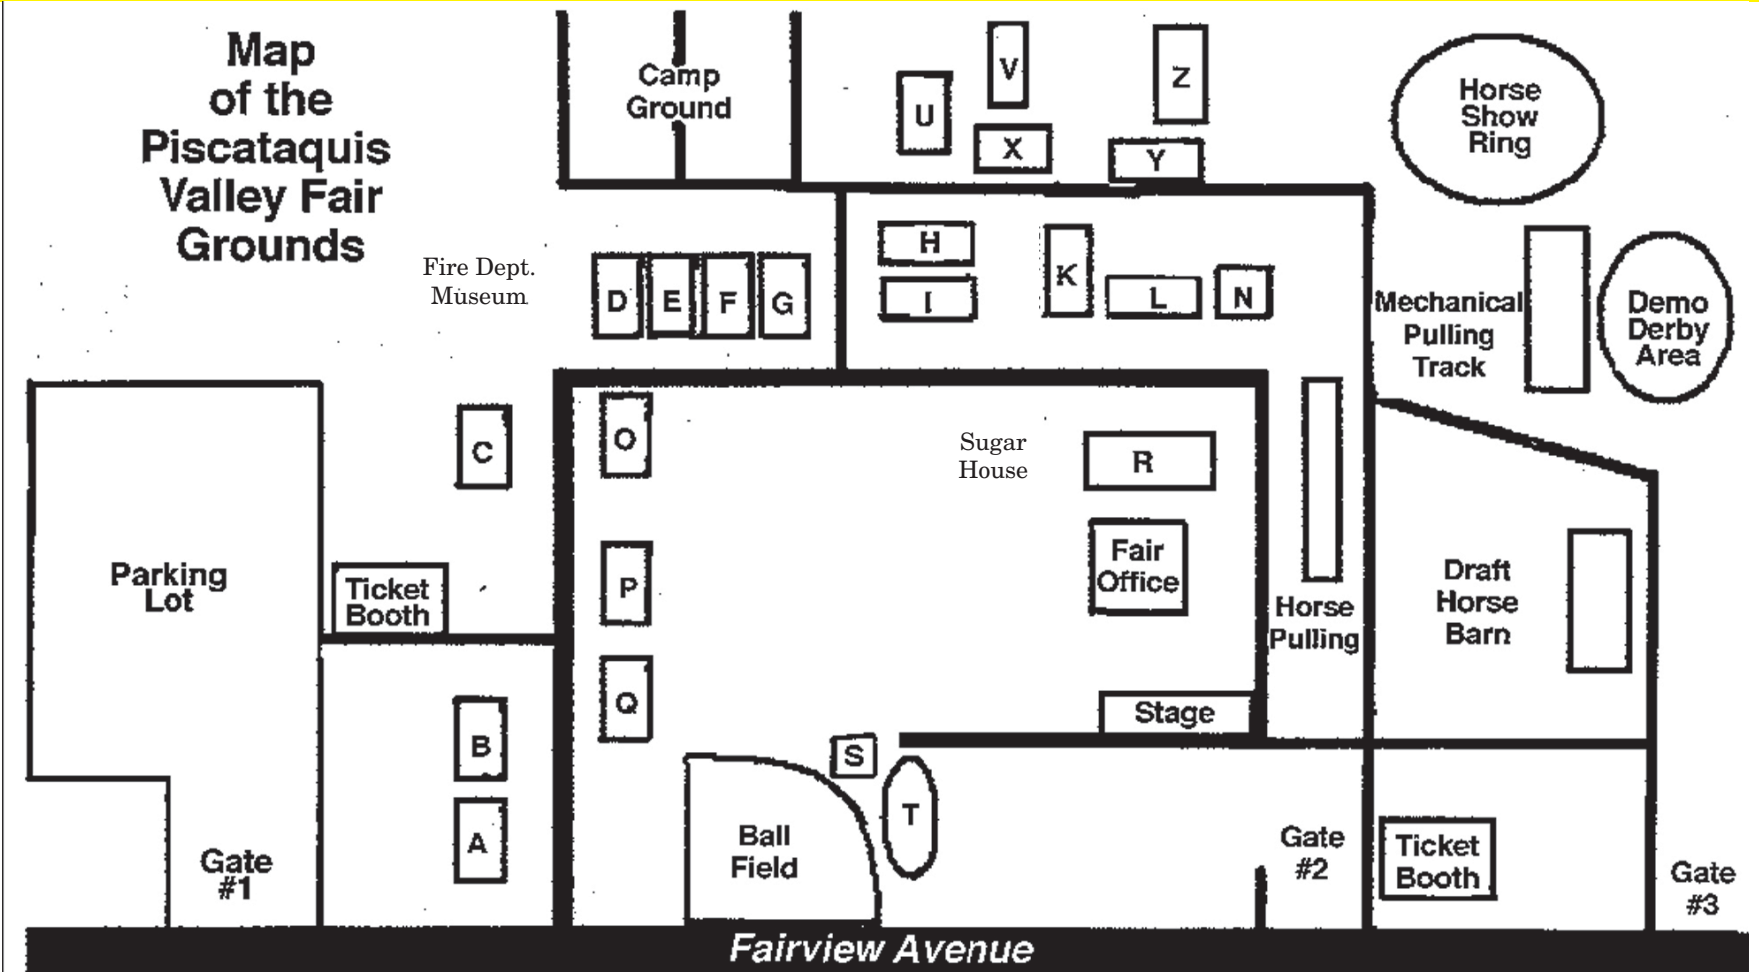 Map
of the
Piscataquis
Valley Fair
Grounds
Camp
Ground
U
V
X
Z
Y
Horse
Show
Ring
Fire Dept.
Museum
D
E
F
G
H
I
K
L
N
Mechanical
Pulling
Track
Demo
Derby
Area
C
O
Sugar
House
R
Parking
Lot
Ticket
Booth
P
Fair
Office
Horse
Pulling
Draft
Horse
Barn
B
Q
Stage
S
A
T
Ball
Field
Gate
#1
Gate
#2
Ticket
Booth
Gate
#3
Fairview Avenue